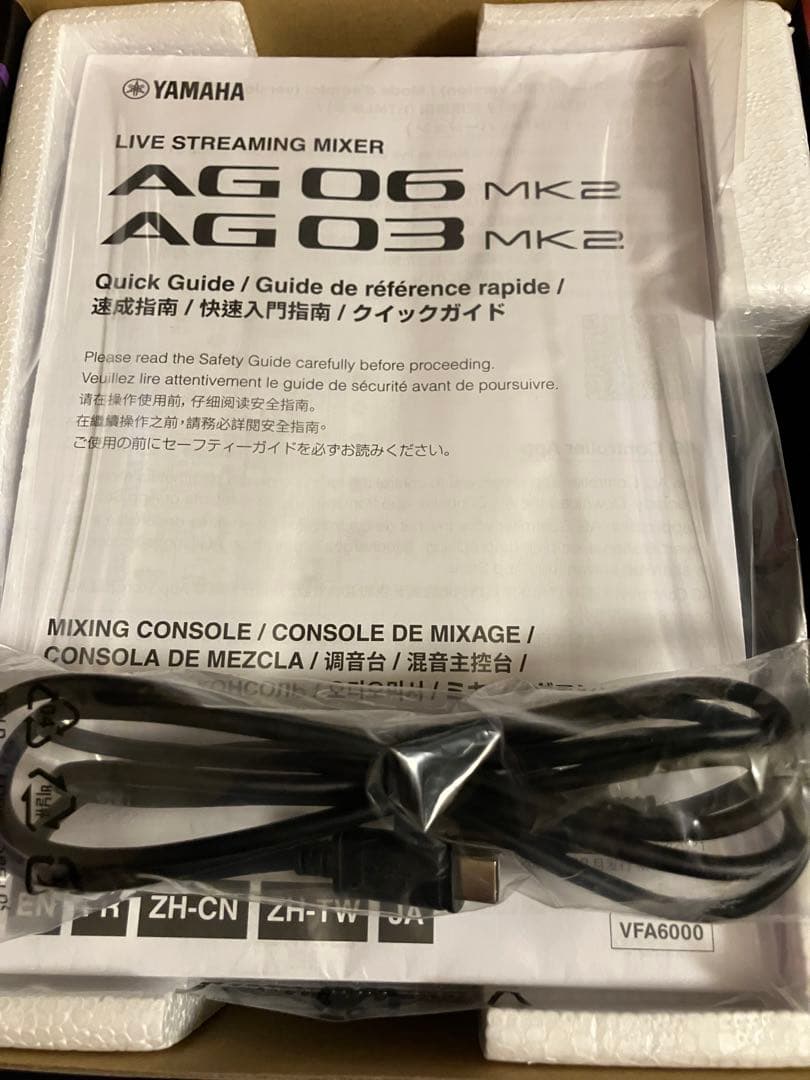 YAMAHA
LIVE STREAMING MIXER
AG 06 MK2
AG 03 MK2
Quick Guide / Guide de référence rapide /
速成指南 / 快速入門指南 / クイックガイド
Please read the Safety Guide carefully before proceeding.
Veuillez lire attentivement le guide de sécurité avant de poursuivre.
请在操作使用前，仔细阅读安全指南。
在繼續操作之前，請務必詳閱安全指南。
ご使用の前にセーフティーガイドを必ずお読みください。
MIXING CONSOLE / CONSOLE DE MIXAGE /
CONSOLA DE MEZCLA / 调音台 / 混音主控台 /
EN FR ZH-CN ZH-TW JA
VFA6000